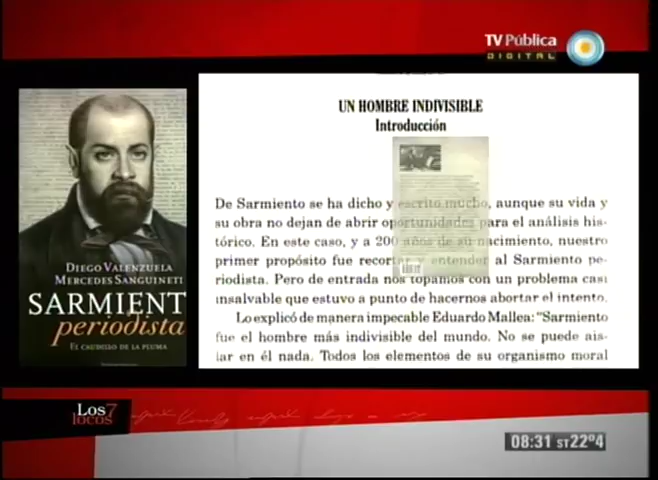 TV Pública
DIGITAL
UN HOMBRE INDIVISIBLE
Introducción
De Sarmiento se ha dicho y escrito mucho, aunque su vida y
su obra no dejan de abrir oportunidades para el análisis his-
tórico. En este caso, y a 200 años de su nacimiento, nuestro
primer propósito fue recortar y entender al Sarmiento pe-
riodista. Pero de entrada nos topamos con un problema casi
insalvable que estuvo a punto de hacernos abortar el intento.
Lo explicó de manera impecable Eduardo Mallea: "Sarmiento
fue el hombre más indivisible del mundo. No se puede ais-
lar en él nada. Todos los elementos de su organismo moral
DIEGO VALENZUELA
MERCEDES SANGUINETI
SARMIENT
periodista
EL CAUDILLO DE LA PLUMA
Los 7
locos
08:31 ST 22°4